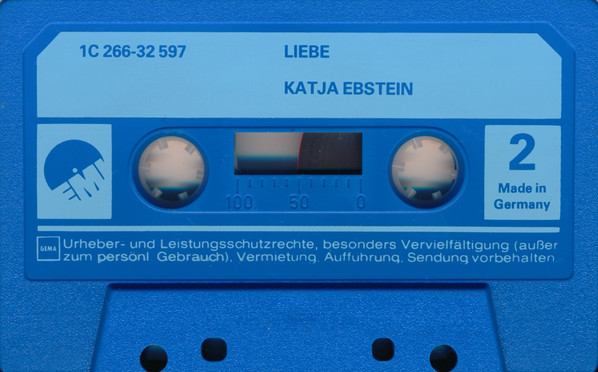 1C 266-32 597
LIEBE
KATJA EBSTEIN
EMI
2
Made in
Germany
100 50 0
GEMA
Urheber- und Leistungsschutzrechte, besonders Vervielfältigung (außer
zum persönl Gebrauch), Vermietung, Aufführung, Sendung vorbehalten.